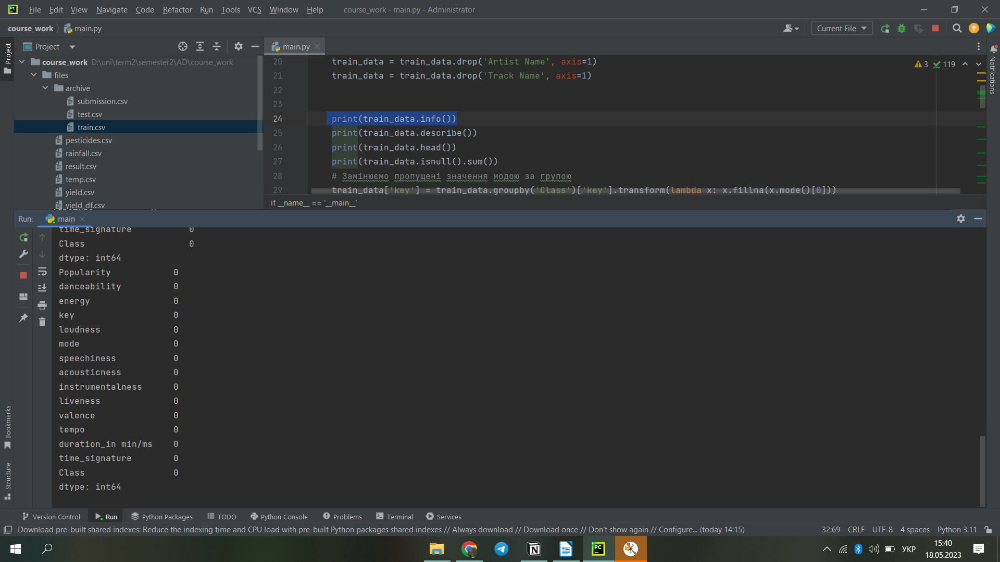 File Edit View Navigate Code Refactor Run Tools VCS Window Help course_work - main.py - Administrator
course_work main.py Current File
Project main.py
course_work D:\uni\term2\semester2\AD\course_work
files
archive
submission.csv
test.csv
train.csv
pesticides.csv
rainfall.csv
result.csv
temp.csv
yield.csv
yield_df.csv
3 119
20 train_data = train_data.drop('Artist Name', axis=1)
21 train_data = train_data.drop('Track Name', axis=1)
22
23
24 print(train_data.info())
25 print(train_data.describe())
26 print(train_data.head())
27 print(train_data.isnull().sum())
28 # Замінюємо пропущені значення модою за групою
29 train_data['key'] = train_data.groupby('Class')['key'].transform(lambda x: x.fillna(x.mode()[0]))
if __name__ == '__main__'
Project
Notifications
Bookmarks
Structure
Run: main
time_signature 0
Class 0
dtype: int64
Popularity 0
danceability 0
energy 0
key 0
loudness 0
mode 0
speechiness 0
acousticness 0
instrumentalness 0
liveness 0
valence 0
tempo 0
duration_in min/ms 0
time_signature 0
Class 0
dtype: int64
Version Control Run Python Packages TODO Python Console Problems Terminal Services
Download pre-built shared indexes: Reduce the indexing time and CPU load with pre-built Python packages shared indexes // Always download // Download once // Don't show again // Configure... (today 14:15) 32:69 CRLF UTF-8 4 spaces Python 3.11
УКР 15:40
18.05.2023